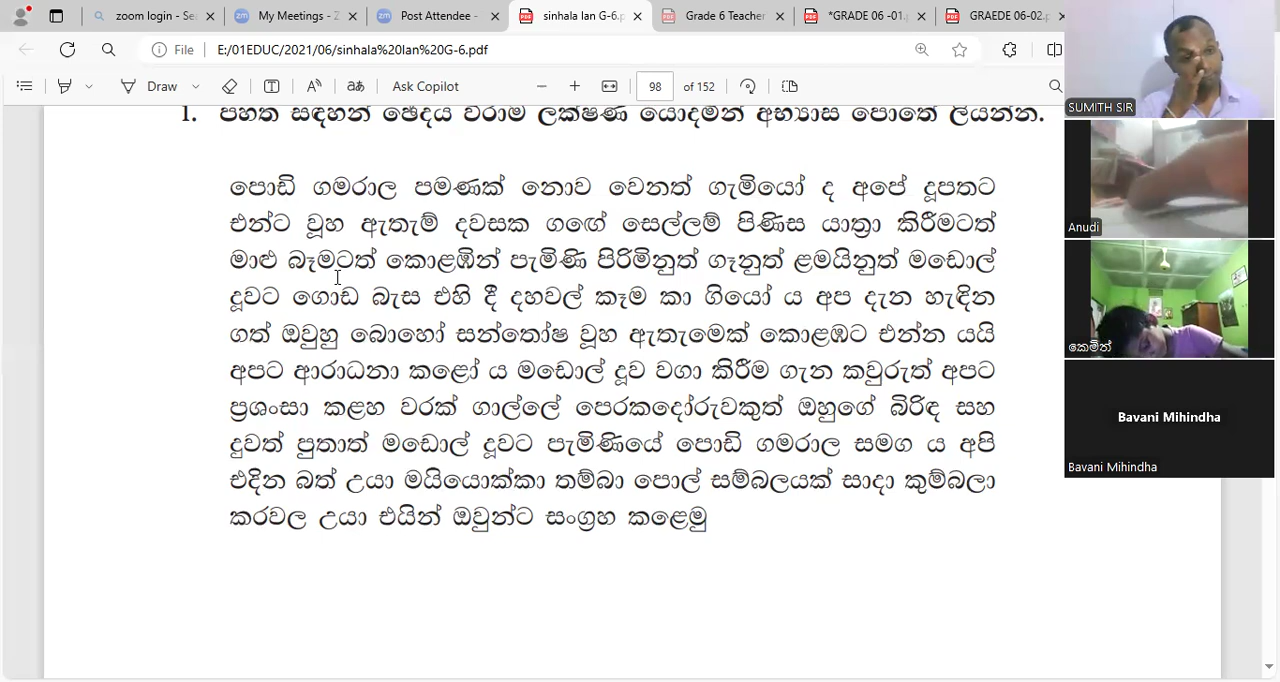 zoom login - Se
My Meetings - Z
Post Attendee -
sinhala lan G-6.p
Grade 6 Teacher
*GRADE 06 -01.
GRAEDE 06-02.p
File
E:/01EDUC/2021/06/sinhala%20lan%20G-6.pdf
Draw
Ask Copilot
98 of 152
1. පහත සඳහන් ඡේදය විරාම ලක්ෂණ යොදමින් අභ්‍යාස පොතේ ලියන්න.
පොඩි ගමරාල පමණක් නොව වෙනත් ගැමියෝ ද අපේ දූපතට
එන්ට වූහ ඇතැම් දවසක ගඟේ සෙල්ලම් පිණිස යාත්‍රා කිරීමටත්
මාළු බෑමටත් කොළඹින් පැමිණි පිරිමිනුත් ගෑනුත් ළමයිනුත් මඩොල්
දූවට ගොඩ බැස එහි දී දහවල් කෑම කා ගියෝ ය අප දැන හැඳින
ගත් ඔවුහු බොහෝ සන්තෝෂ වූහ ඇතැමෙක් කොළඹට එන්න යයි
අපට ආරාධනා කළෝ ය මඩොල් දූව වගා කිරීම ගැන කවුරුත් අපට
ප්‍රශංසා කළහ වරක් ගාල්ලේ පෙරකදෝරුවකුත් ඔහුගේ බිරිඳ සහ
දුවත් පුතාත් මඩොල් දූවට පැමිණියේ පොඩි ගමරාල සමග ය අපි
එදින බත් උයා මයියොක්කා තම්බා පොල් සම්බලයක් සාදා කුම්බලා
කරවල උයා එයින් ඔවුන්ට සංග්‍රහ කළෙමු
SUMITH SIR
Anudi
කෙමින්
Bavani Mihindha
Bavani Mihindha